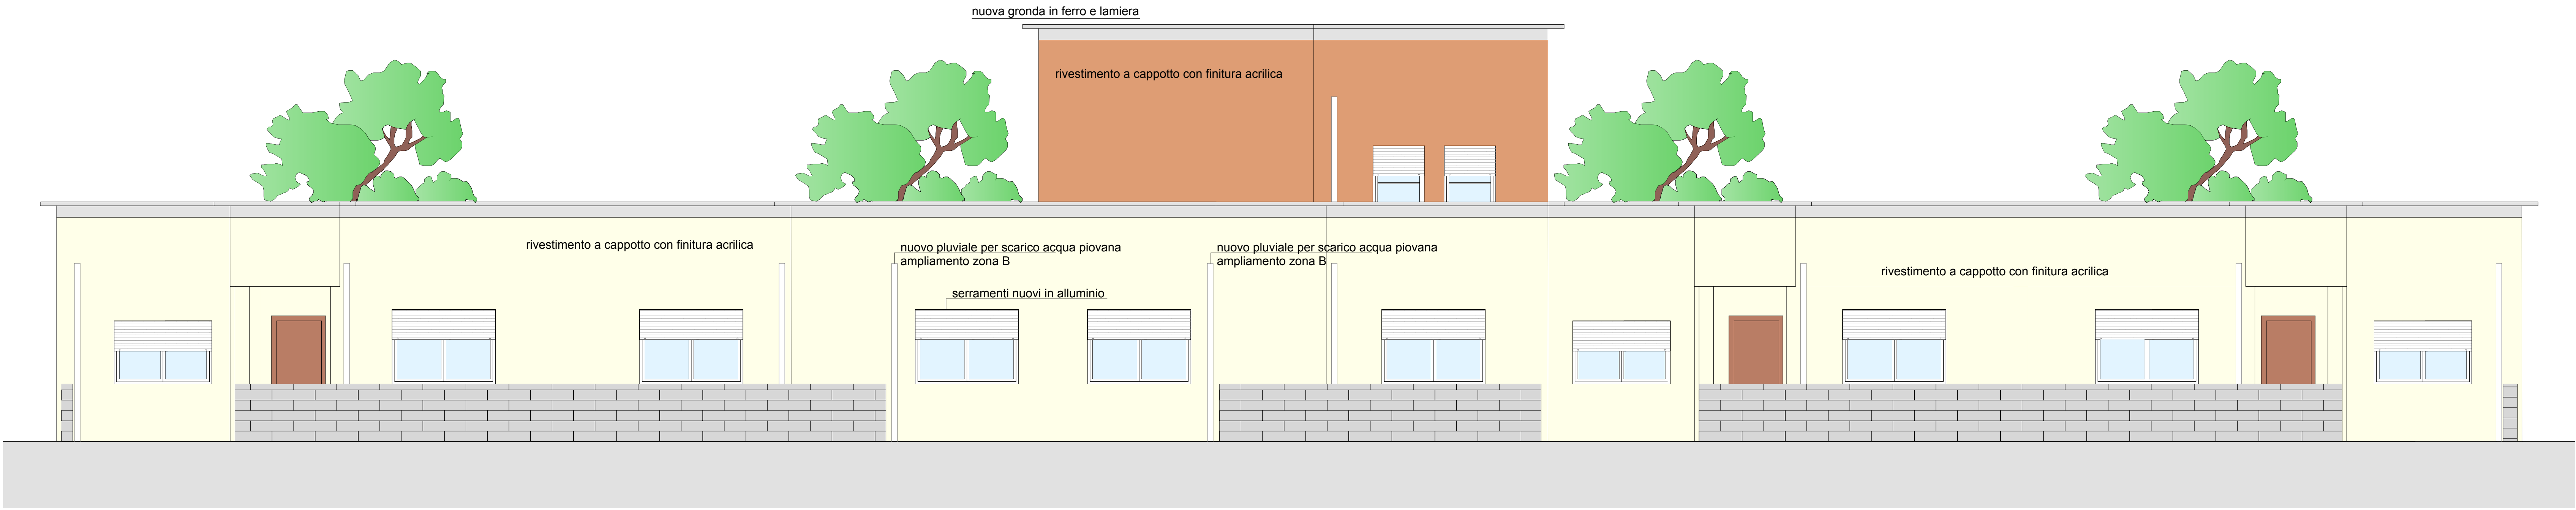 nuova gronda in ferro e lamiera
rivestimento a cappotto con finitura acrilica
rivestimento a cappotto con finitura acrilica
nuovo pluviale per scarico acqua piovana
ampliamento zona B
nuovo pluviale per scarico acqua piovana
ampliamento zona B
rivestimento a cappotto con finitura acrilica
serramenti nuovi in alluminio